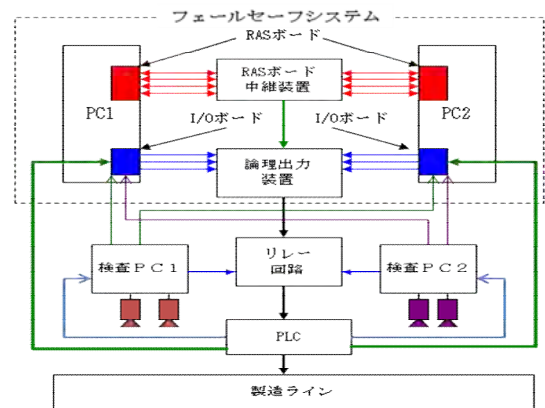 フェールセーフシステム
RASボード
RASボード
中継装置
PC1
PC2
I/Oボード
I/Oボード
論理出力
装置
検査PC1
リレー
回路
検査PC2
PLC
製造ライン